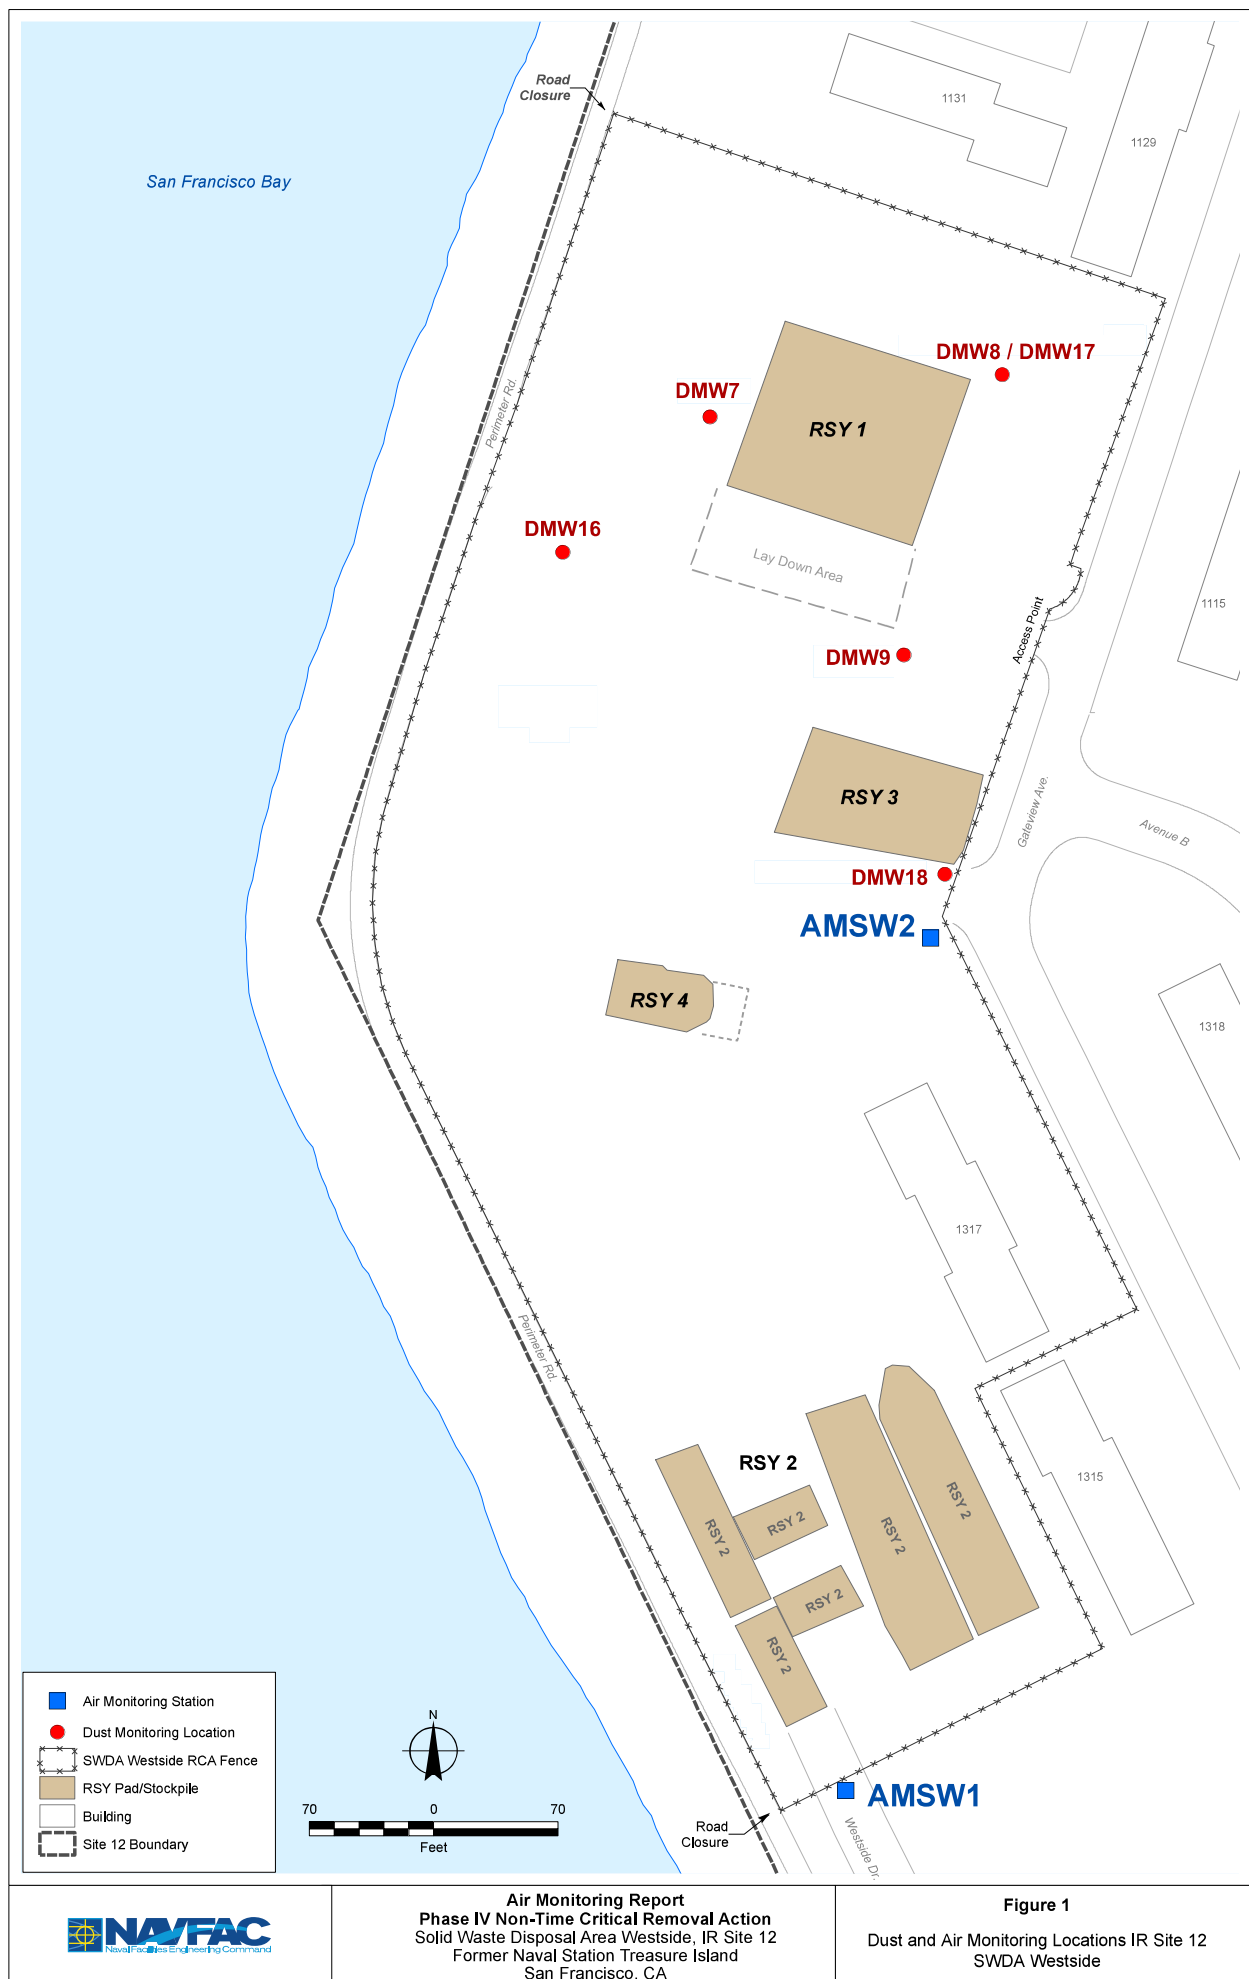 Road
Closure
1131
1129
San Francisco Bay
DMW8 / DMW17
DMW7
Perimeter Rd.
RSY 1
DMW16
Lay Down Area
1115
Access Point
DMW9
RSY 3
Gateview Ave.
Avenue B
DMW18
AMSW2
RSY 4
1318
1317
Perimeter Rd.
RSY 2
1315
RSY 2
RSY 2
RSY 2
RSY 2
RSY 2
RSY 2
Air Monitoring Station
Dust Monitoring Location
SWDA Westside RCA Fence
RSY Pad/Stockpile
Building
Site 12 Boundary
N
70 0 70
Feet
AMSW1
Road
Closure
Westside Dr.
NAVFAC
Naval Facilities Engineering Command
Air Monitoring Report
Phase IV Non-Time Critical Removal Action
Solid Waste Disposal Area Westside, IR Site 12
Former Naval Station Treasure Island
San Francisco, CA
Figure 1
Dust and Air Monitoring Locations IR Site 12
SWDA Westside